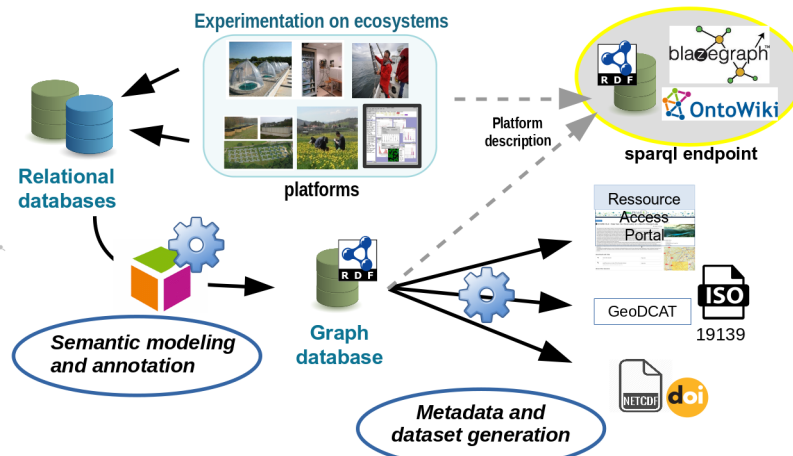 Experimentation on ecosystems
platforms
Relational
databases
Platform
description
RDF
blazegraph™
OntoWiki
sparql endpoint
Semantic modeling
and annotation
RDF
Graph
database
Ressource
Access
Portal
GeoDCAT
ISO
19139
NETCDF
doi
Metadata and
dataset generation